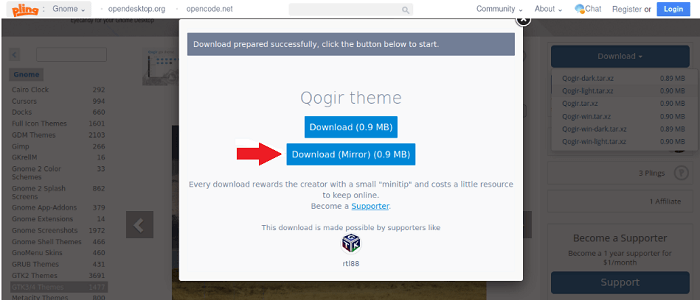 pling
Gnome
opendesktop.org
opencode.net
Community
About
Chat
Register
or
Login
Download prepared successfully, click the button below to start.
Qogir theme
Download (0.9 MB)
Download (Mirror) (0.9 MB)
Every download rewards the creator with a small "minitip" and costs a little resource
to keep online.
Become a Supporter.
This download is made possible by supporters like
rtl88
Gnome
Cairo Clock 292
Cursors 994
Docks 660
Full Icon Themes 1601
GDM Themes 2103
Gimp 266
GKrellM 16
Gnome 2 Color 33
Schemes
Gnome 2 Splash 862
Screens
Gnome App-Addons 379
Gnome Extensions 14
Gnome Screenshots 1972
Gnome Shell Themes 466
GnoMenu Skins 460
GRUB Themes 431
GTK2 Themes 3681
GTK3/4 Themes 1477
Metacity Themes 600
Download
Qogir-dark.tar.xz 0.89 MB
Qogir-light.tar.xz 0.90 MB
Qogir.tar.xz 0.90 MB
Qogir-win.tar.xz 0.90 MB
Qogir-win-dark.tar.xz 0.89 MB
Qogir-win-light.tar.xz 0.90 MB
3 Plings
?
1 Affiliate
Become a Supporter
Become a 1 year supporter for
$1/month
Support